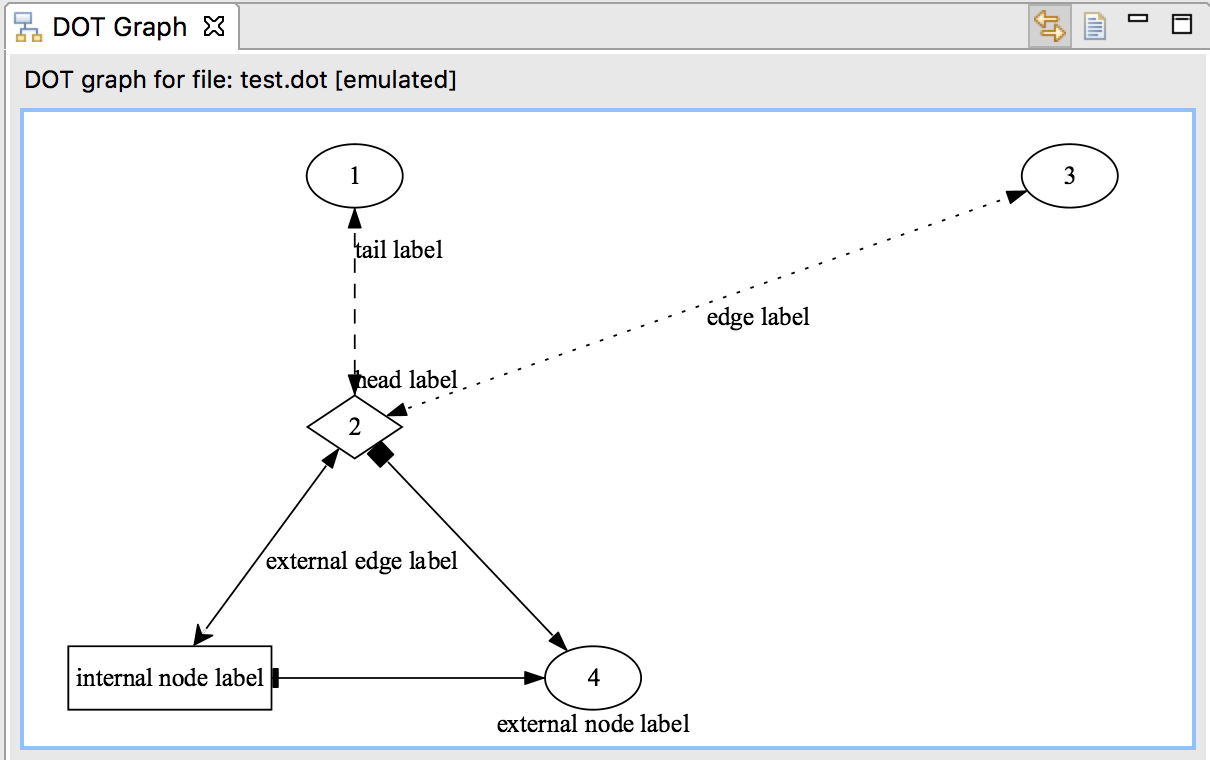 DOT Graph
DOT graph for file: test.dot [emulated]
1
3
tail label
edge label
head label
2
external edge label
internal node label
4
external node label